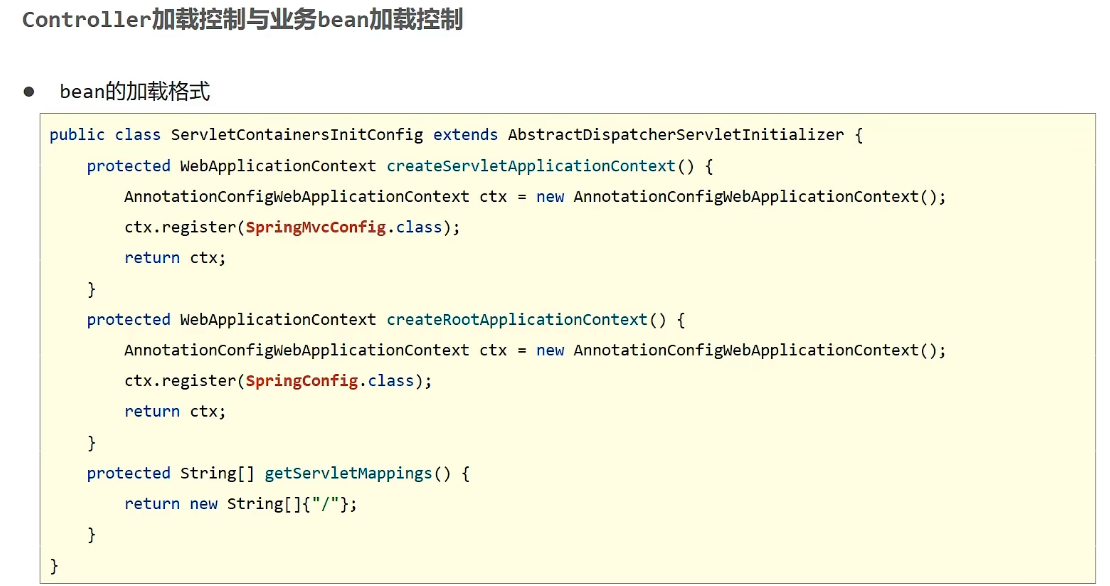 Controller加载控制与业务bean加载控制
● bean的加载格式
public class ServletContainersInitConfig extends AbstractDispatcherServletInitializer {
    protected WebApplicationContext createServletApplicationContext() {
        AnnotationConfigWebApplicationContext ctx = new AnnotationConfigWebApplicationContext();
        ctx.register(SpringMvcConfig.class);
        return ctx;
    }
    protected WebApplicationContext createRootApplicationContext() {
        AnnotationConfigWebApplicationContext ctx = new AnnotationConfigWebApplicationContext();
        ctx.register(SpringConfig.class);
        return ctx;
    }
    protected String[] getServletMappings() {
        return new String[]{"/"};
    }
}